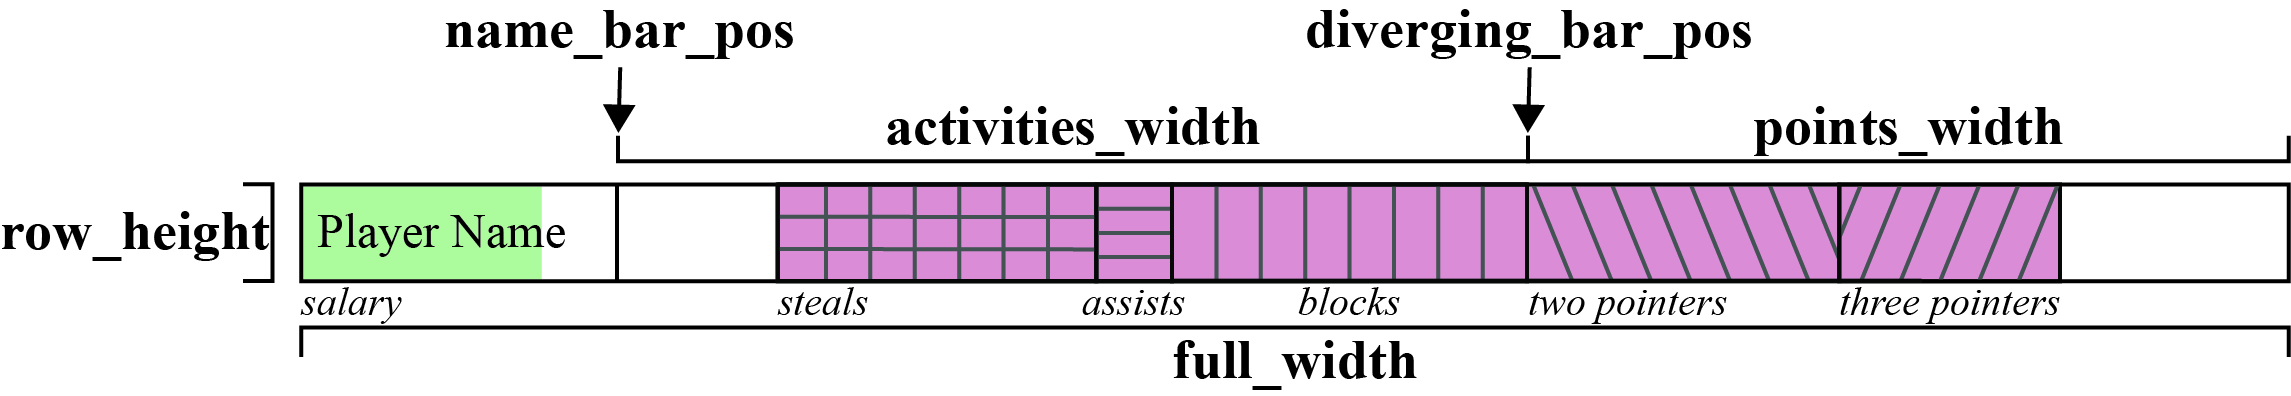 name_bar_pos
diverging_bar_pos
activities_width
points_width
row_height
Player Name
salary
steals
assists
blocks
two pointers
three pointers
full_width